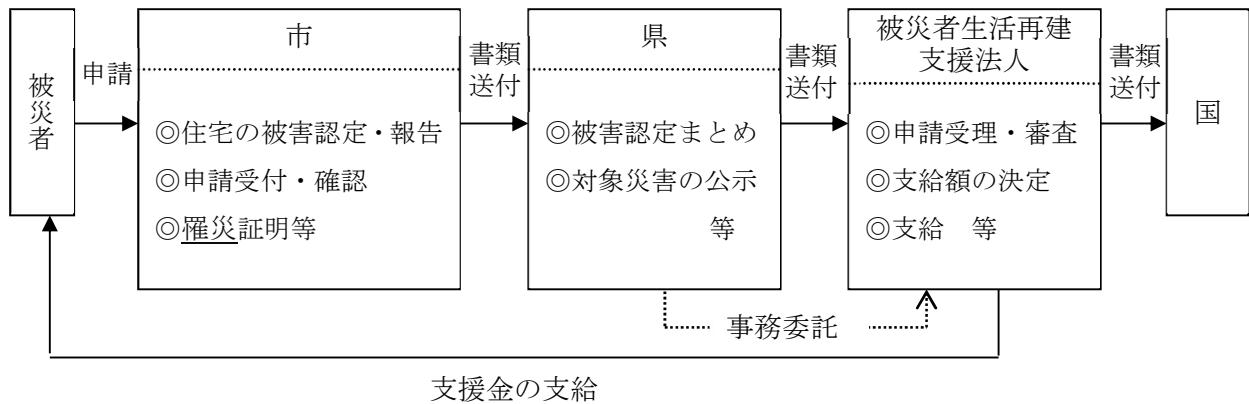 被災者
申請
市
◎住宅の被害認定・報告
◎申請受付・確認
◎罹災証明等
書類
送付
県
◎被害認定まとめ
◎対象災害の公示
等
書類
送付
被災者生活再建
支援法人
◎申請受理・審査
◎支給額の決定
◎支給　等
書類
送付
国
事務委託
支援金の支給